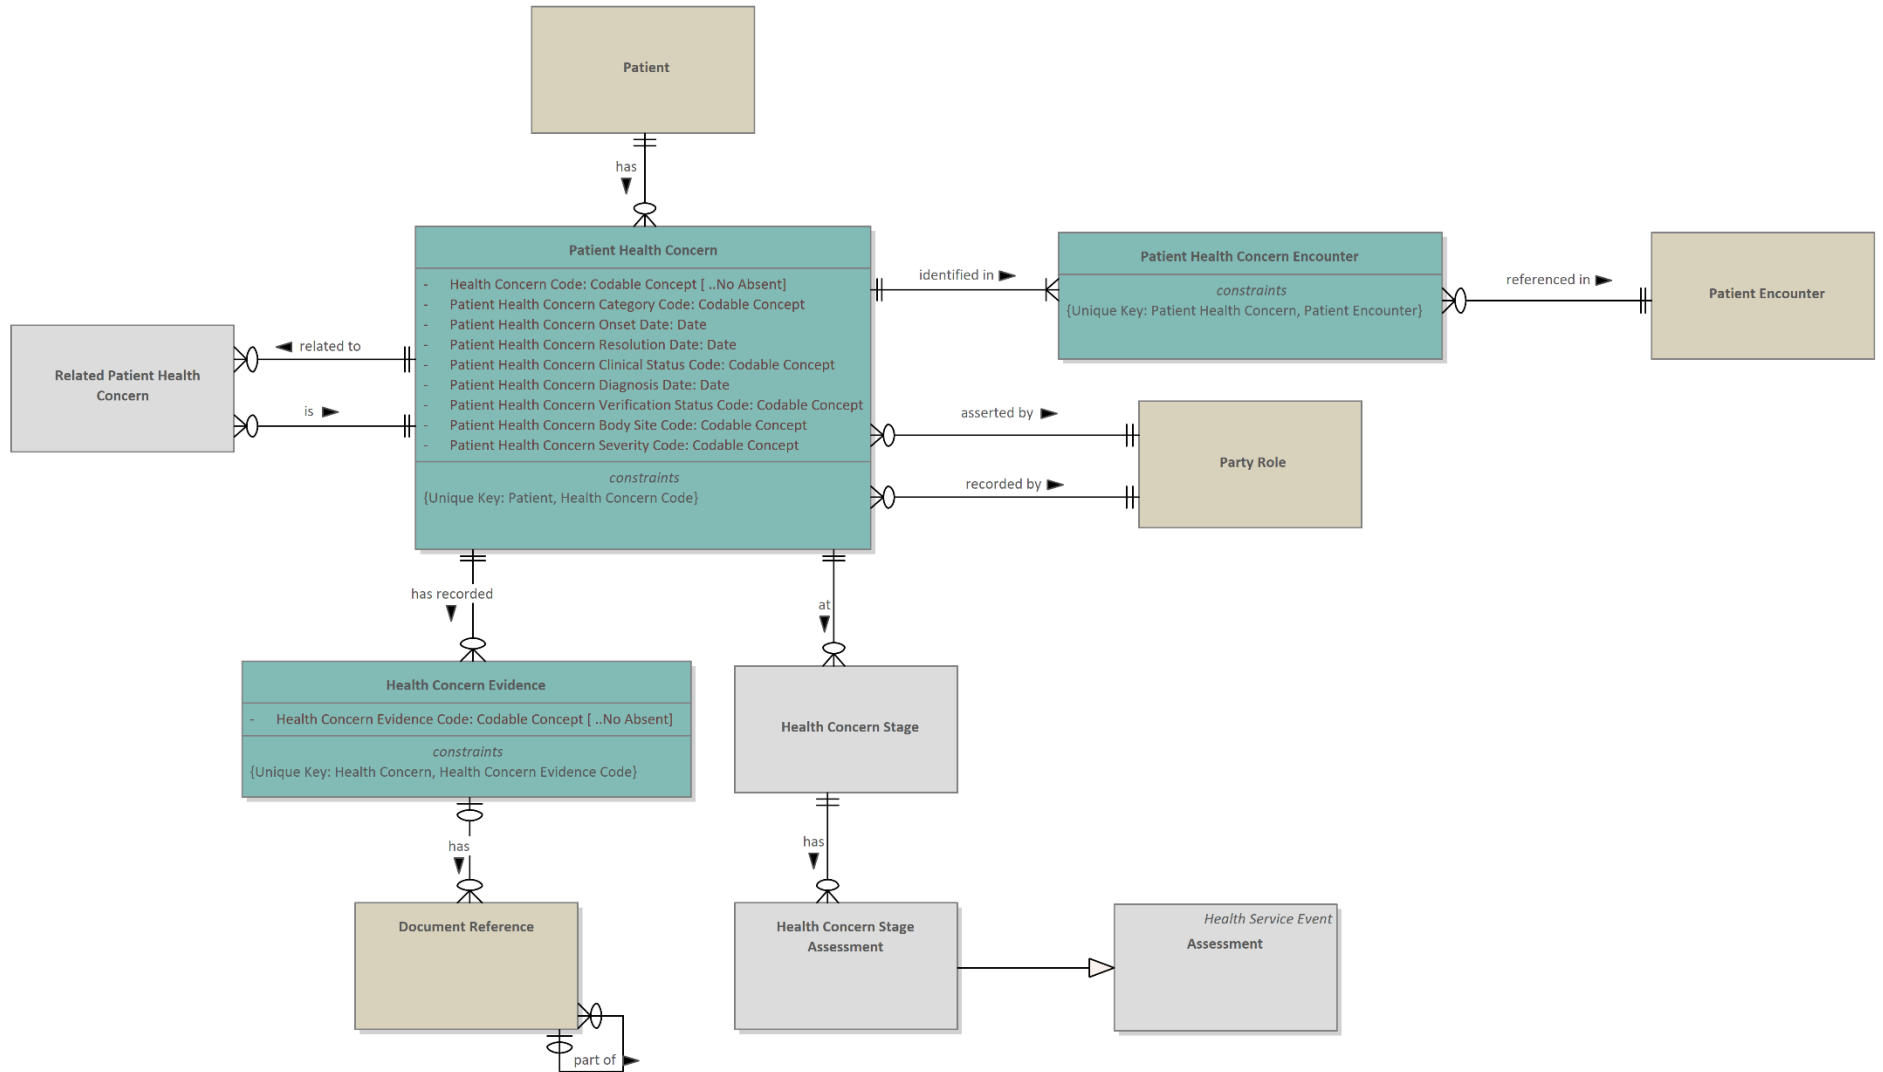 Patient
has
Patient Health Concern
- Health Concern Code: Codable Concept [ ..No Absent]
- Patient Health Concern Category Code: Codable Concept
- Patient Health Concern Onset Date: Date
- Patient Health Concern Resolution Date: Date
- Patient Health Concern Clinical Status Code: Codable Concept
- Patient Health Concern Diagnosis Date: Date
- Patient Health Concern Verification Status Code: Codable Concept
- Patient Health Concern Body Site Code: Codable Concept
- Patient Health Concern Severity Code: Codable Concept
constraints
{Unique Key: Patient, Health Concern Code}
identified in
Patient Health Concern Encounter
constraints
{Unique Key: Patient Health Concern, Patient Encounter}
referenced in
Patient Encounter
related to
Related Patient Health
Concern
is
asserted by
Party Role
recorded by
has recorded
at
Health Concern Evidence
- Health Concern Evidence Code: Codable Concept [ ..No Absent]
constraints
{Unique Key: Health Concern, Health Concern Evidence Code}
Health Concern Stage
has
has
Document Reference
part of
Health Concern Stage
Assessment
Health Service Event
Assessment